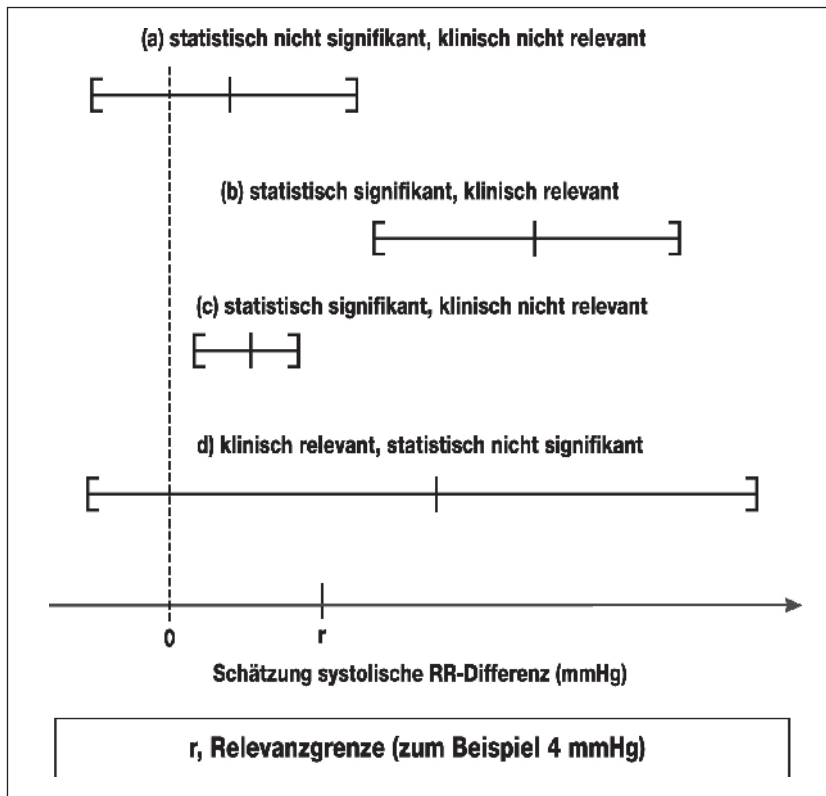 (a) statistisch nicht signifikant, klinisch nicht relevant
(b) statistisch signifikant, klinisch relevant
(c) statistisch signifikant, klinisch nicht relevant
d) klinisch relevant, statistisch nicht signifikant
0 r
Schätzung systolische RR-Differenz (mmHg)
r, Relevanzgrenze (zum Beispiel 4 mmHg)